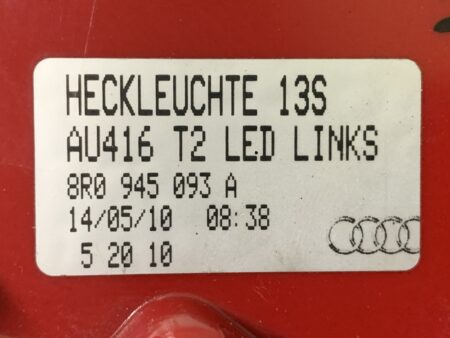 HECKLEUCHTE 13S
AU416 T2 LED LINKS
8R0 945 093 A
14/05/10 08:38
5 20 10